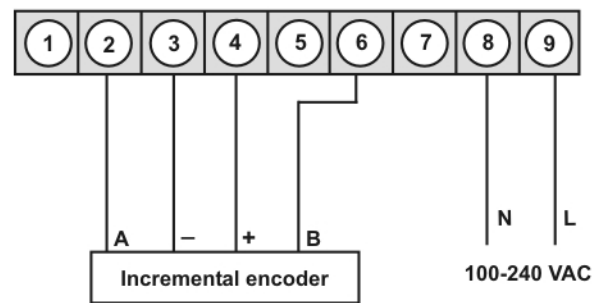 1 2 3 4 5 6 7 8 9
A – + B N L
Incremental encoder
100-240 VAC